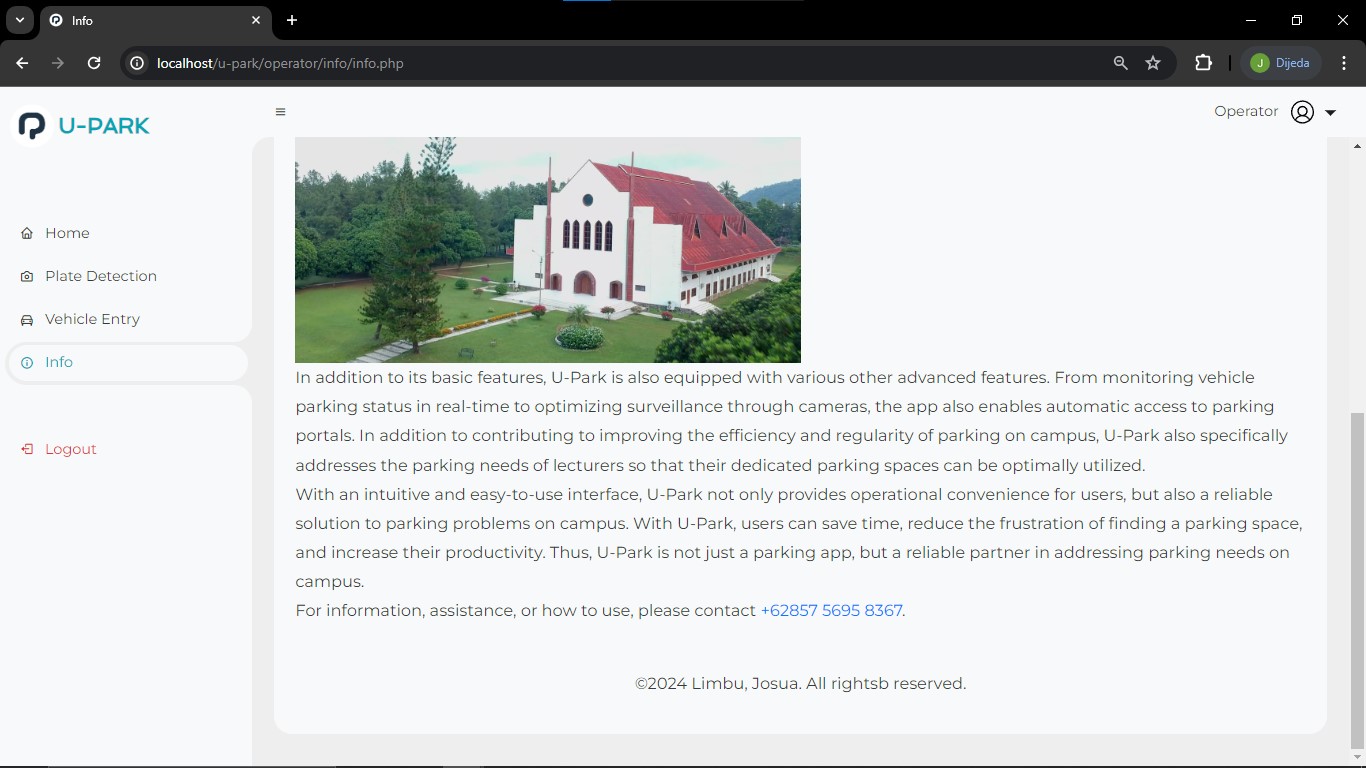 Info
localhost/u-park/operator/info/info.php
J
Dijeda
U-PARK
Operator
Home
Plate Detection
Vehicle Entry
Info
Logout
In addition to its basic features, U-Park is also equipped with various other advanced features. From monitoring vehicle
parking status in real-time to optimizing surveillance through cameras, the app also enables automatic access to parking
portals. In addition to contributing to improving the efficiency and regularity of parking on campus, U-Park also specifically
addresses the parking needs of lecturers so that their dedicated parking spaces can be optimally utilized.
With an intuitive and easy-to-use interface, U-Park not only provides operational convenience for users, but also a reliable
solution to parking problems on campus. With U-Park, users can save time, reduce the frustration of finding a parking space,
and increase their productivity. Thus, U-Park is not just a parking app, but a reliable partner in addressing parking needs on
campus.
For information, assistance, or how to use, please contact +62857 5695 8367.
©2024 Limbu, Josua. All rightsb reserved.